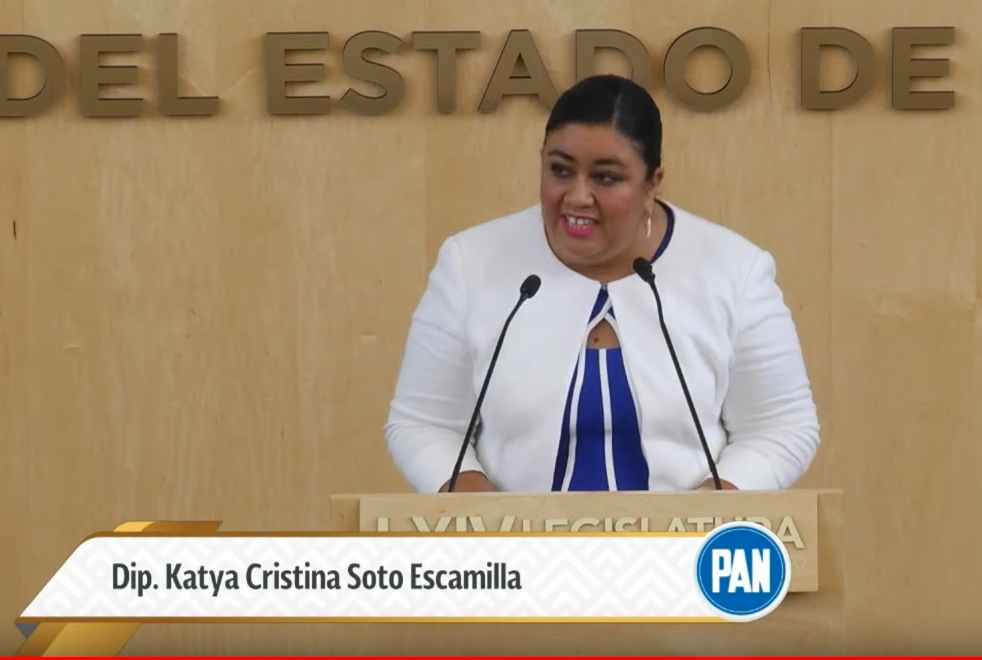 DEL ESTADO DE
LXIV LEGISLATURA
Dip. Katya Cristina Soto Escamilla
PAN